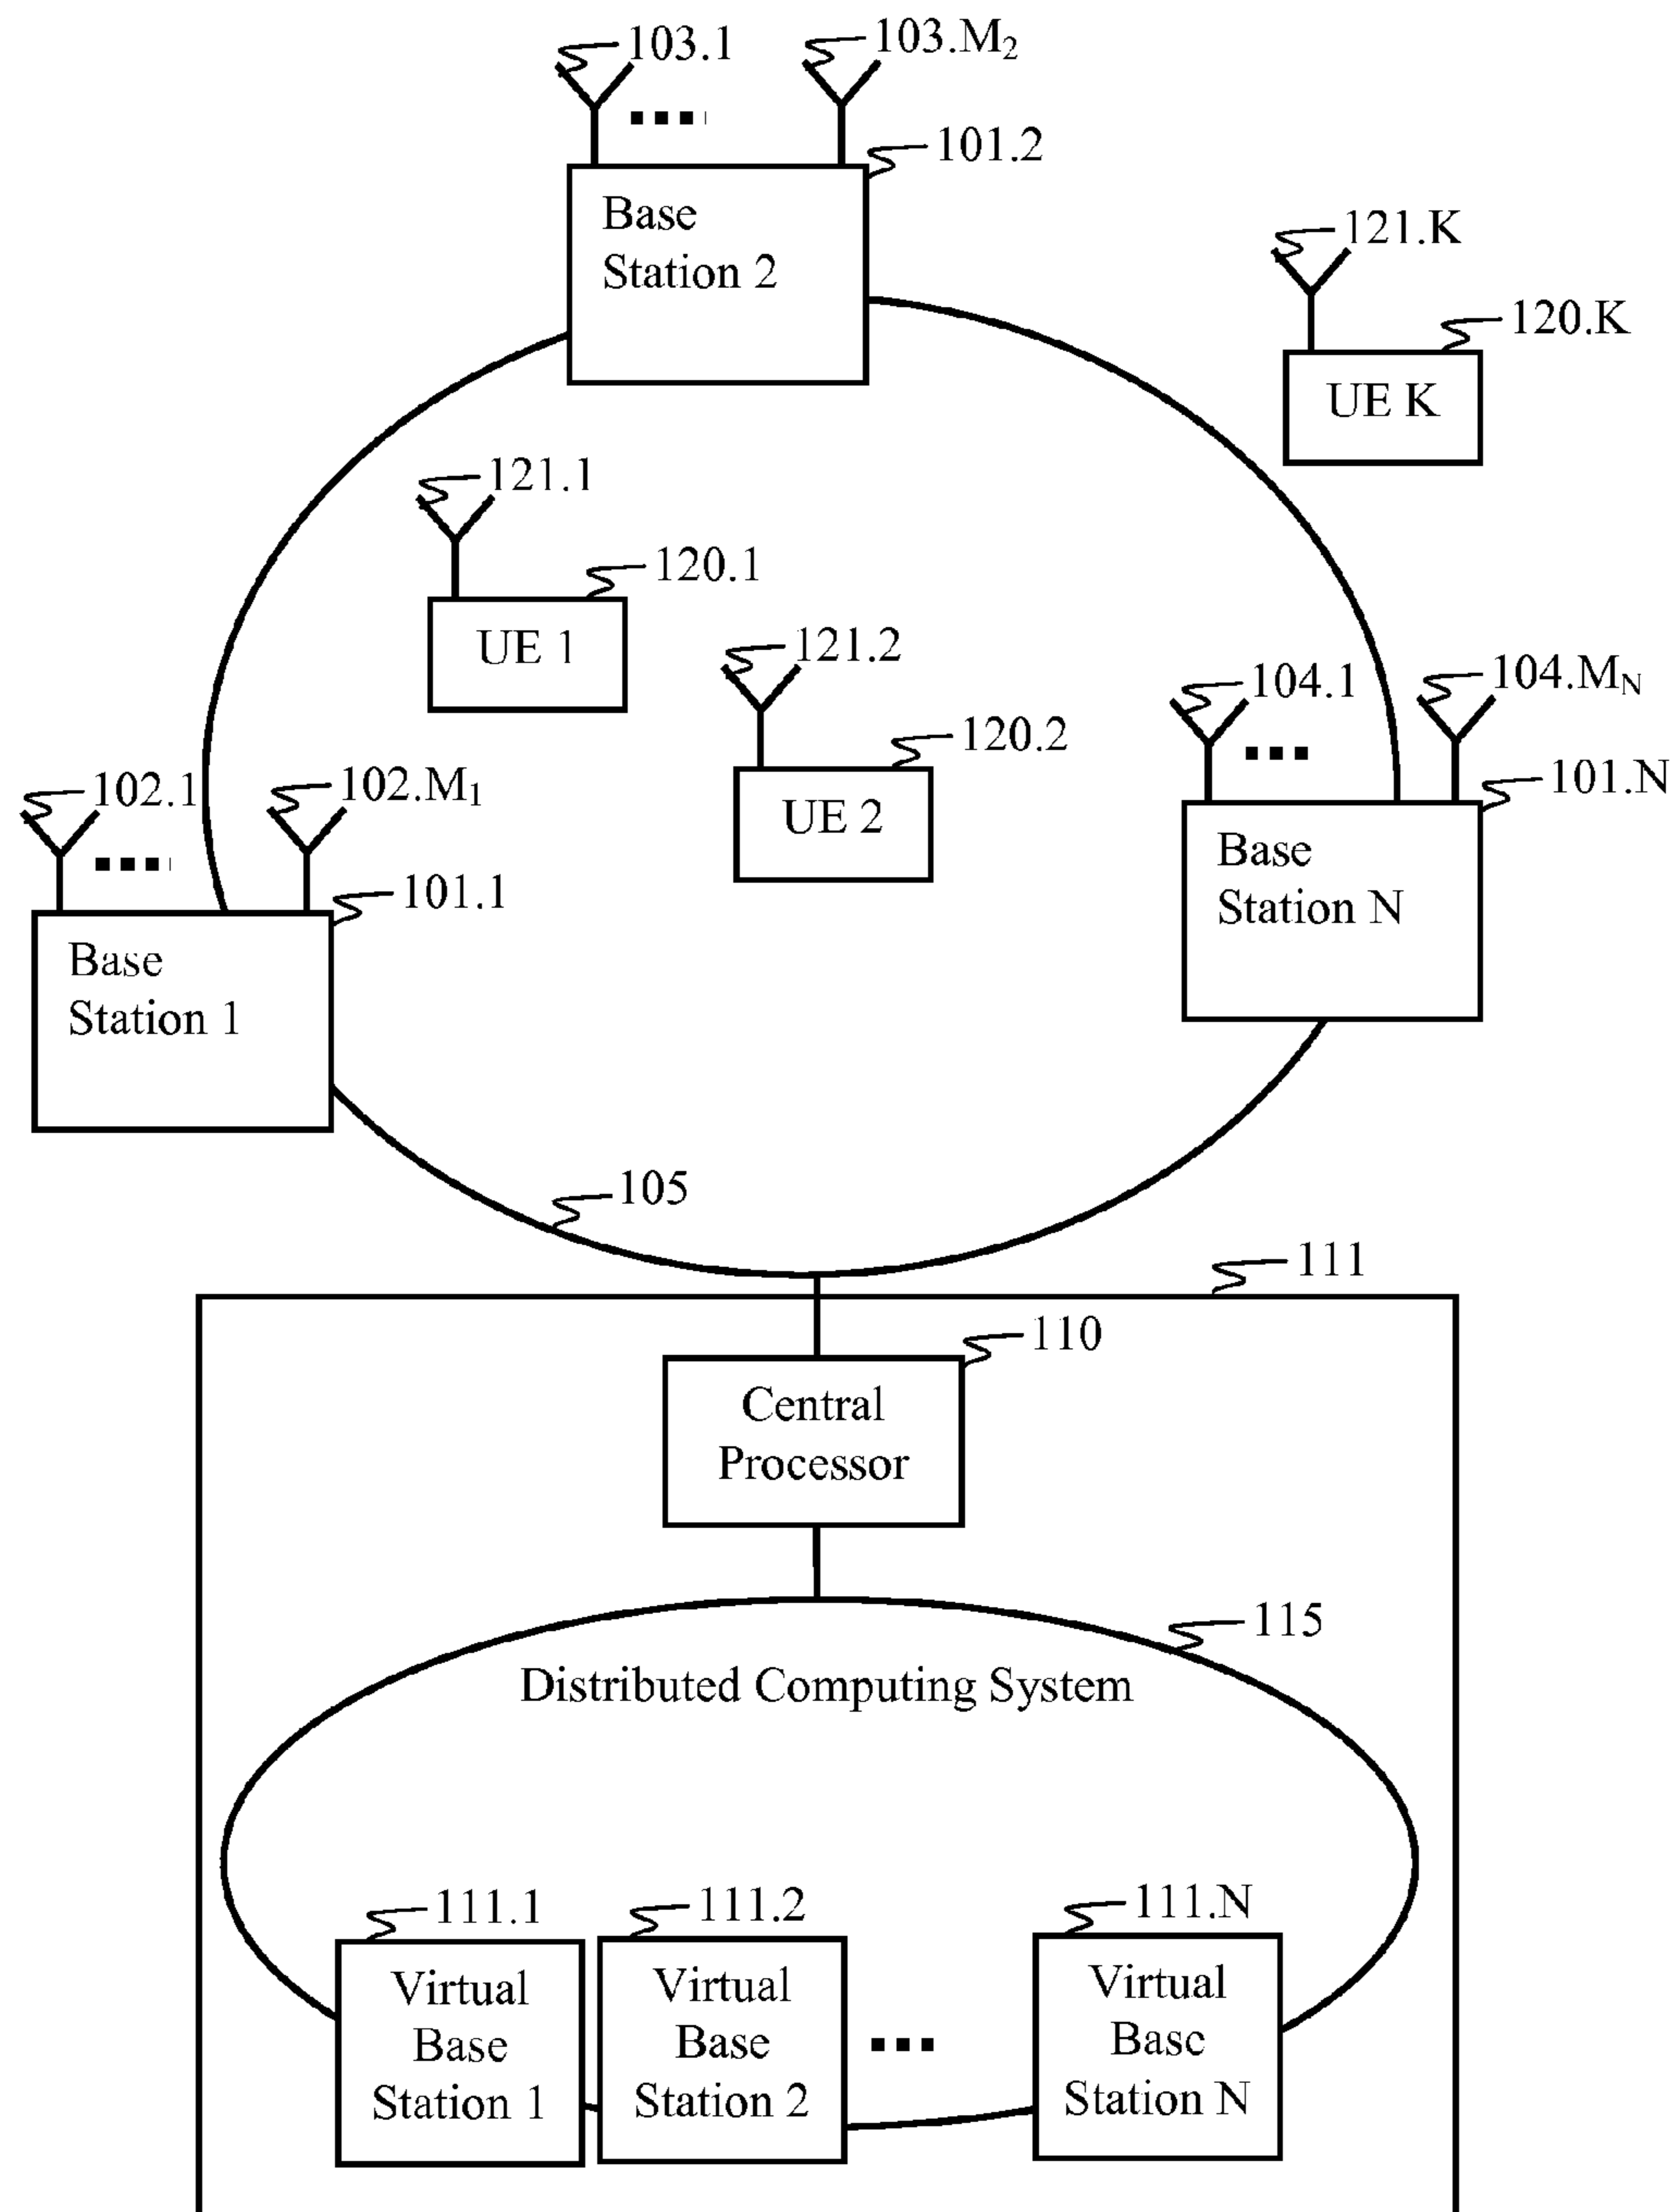 103.1
103.M₂
101.2
Base
Station 2
121.K
120.K
UE K
121.1
120.1
UE 1
121.2
120.2
UE 2
104.1
104.M_N
101.N
Base
Station N
102.1
102.M₁
101.1
Base
Station 1
105
111
110
Central
Processor
115
Distributed Computing System
111.1
Virtual
Base
Station 1
111.2
Virtual
Base
Station 2
111.N
Virtual
Base
Station N